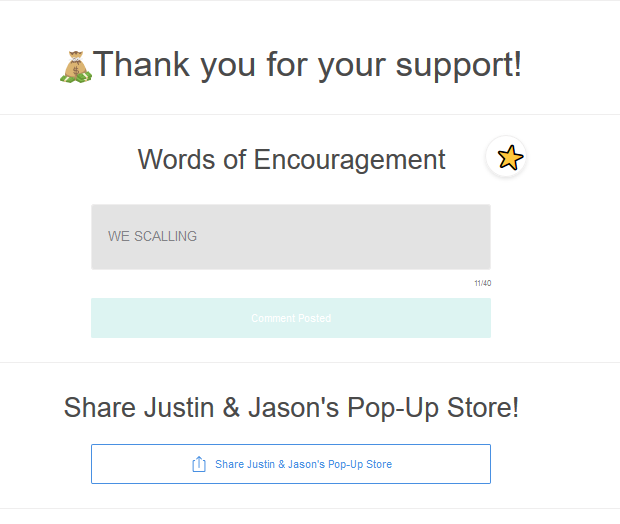 Thank you for your support!
Words of Encouragement
WE SCALLING
11/40
Comment Posted
Share Justin & Jason's Pop-Up Store!
Share Justin & Jason's Pop-Up Store